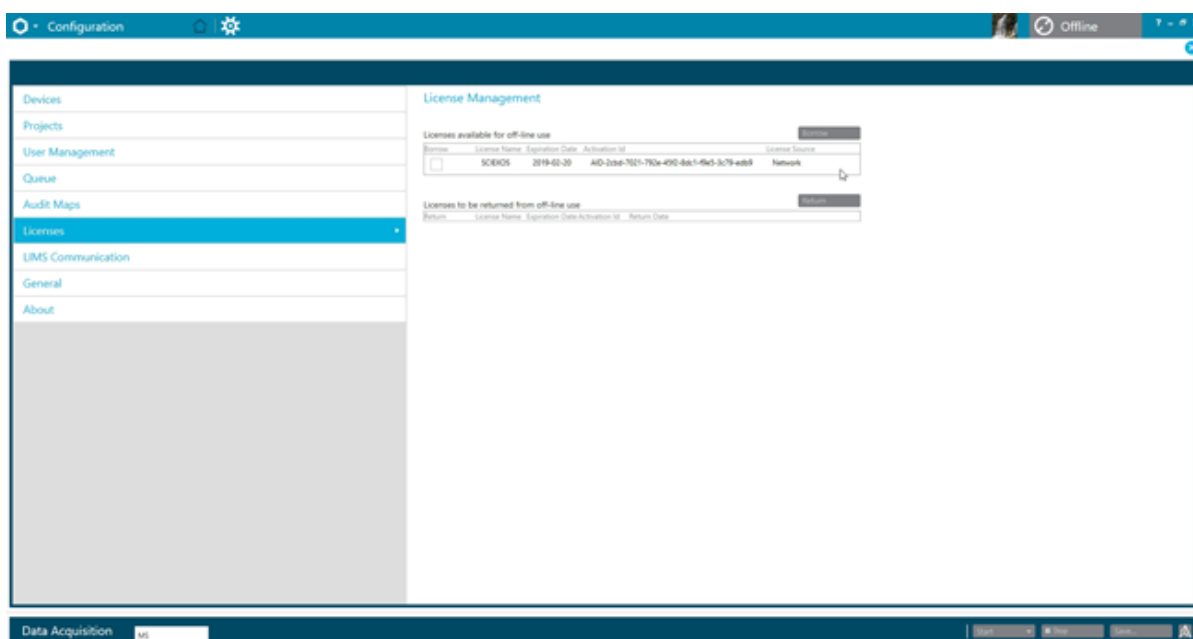 Configuration
Offline
?
Devices
Projects
User Management
Queue
Audit Maps
Licenses
LIMS Communication
General
About
License Management
Licenses available for off-line use
Borrow
Borrow License Name Expiration Date Activation Id License Source
SCIEXOS 2019-02-20 Network
Licenses to be returned from off-line use
Return
Return License Name Expiration Date Activation Id Return Date
Data Acquisition
MS
Start
Stop
Save...